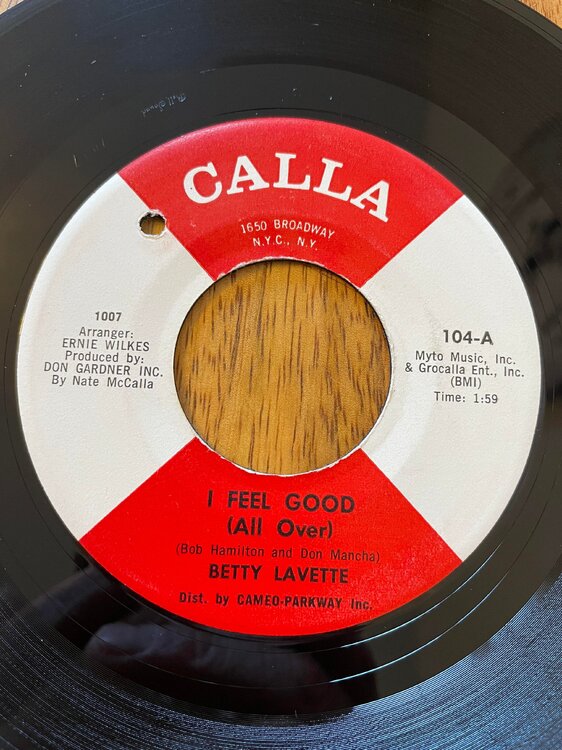 CALLA
1650 BROADWAY
N.Y.C., N.Y.
1007
Arranger:
ERNIE WILKES
Produced by:
DON GARDNER INC.
By Nate McCalla
104-A
Myto Music, Inc.
& Grocalla Ent., Inc.
(BMI)
Time: 1:59
I FEEL GOOD
(All Over)
(Bob Hamilton and Don Mancha)
BETTY LAVETTE
Dist. by CAMEO-PARKWAY Inc.